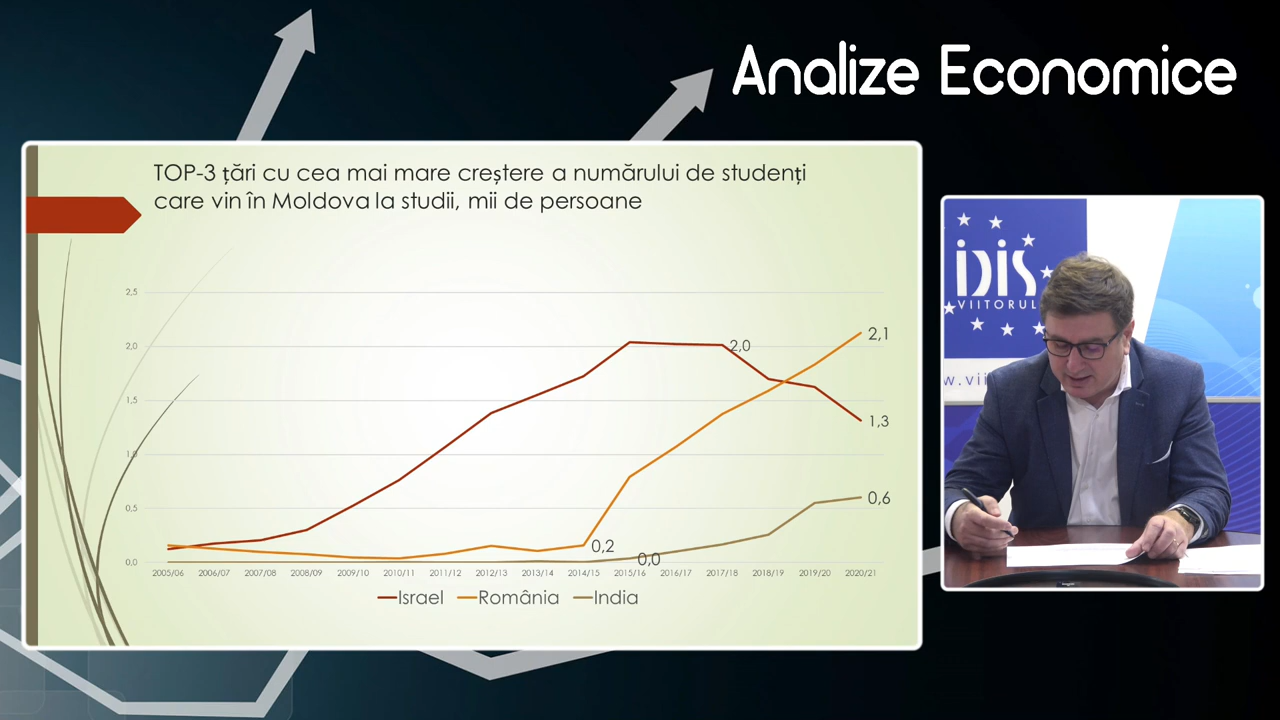 Analize Economice
TOP-3 țări cu cea mai mare creștere a numărului de studenți
care vin în Moldova la studii, mii de persoane
2,5
2,0
1,5
1,0
0,5
0,0
2,0
2,1
1,3
0,6
0,2
0,0
2005/06 2006/07 2007/08 2008/09 2009/10 2010/11 2011/12 2012/13 2013/14 2014/15 2015/16 2016/17 2017/18 2018/19 2019/20 2020/21
Israel România India
iDIS
VIITORUL
w.vii